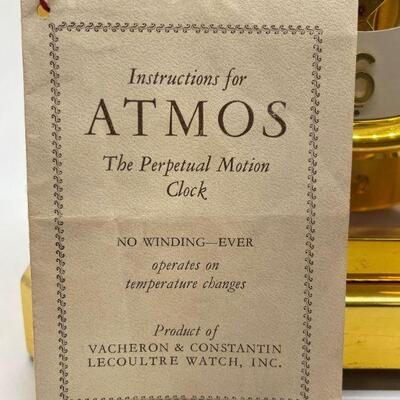 Instructions for
ATMOS
The Perpetual Motion
Clock
NO WINDING—EVER
operates on
temperature changes
Product of
VACHERON & CONSTANTIN
LECOULTRE WATCH, INC.
6